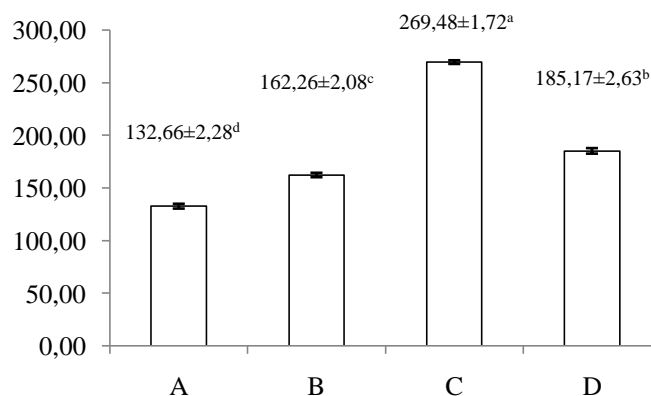 300,00
250,00
200,00
150,00
100,00
50,00
0,00
132,66±2,28ᵈ
162,26±2,08ᶜ
269,48±1,72ᵃ
185,17±2,63ᵇ
A
B
C
D